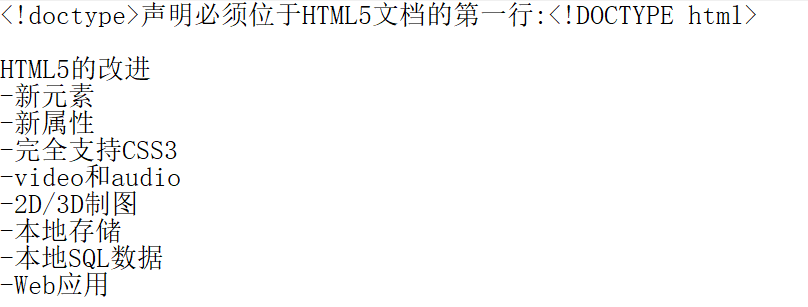 <!doctype>声明必须位于HTML5文档的第一行:<!DOCTYPE html>
HTML5的改进
-新元素
-新属性
-完全支持CSS3
-video和audio
-2D/3D制图
-本地存储
-本地SQL数据
-Web应用